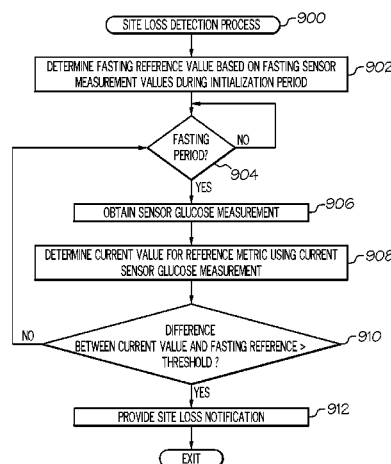 SITE LOSS DETECTION PROCESS
900
DETERMINE FASTING REFERENCE VALUE BASED ON FASTING SENSOR
MEASUREMENT VALUES DURING INITIALIZATION PERIOD
902
FASTING
PERIOD?
NO
904
YES
OBTAIN SENSOR GLUCOSE MEASUREMENT
906
DETERMINE CURRENT VALUE FOR REFERENCE METRIC USING CURRENT
SENSOR GLUCOSE MEASUREMENT
908
NO
DIFFERENCE
BETWEEN CURRENT VALUE AND FASTING REFERENCE >
THRESHOLD ?
910
YES
PROVIDE SITE LOSS NOTIFICATION
912
EXIT